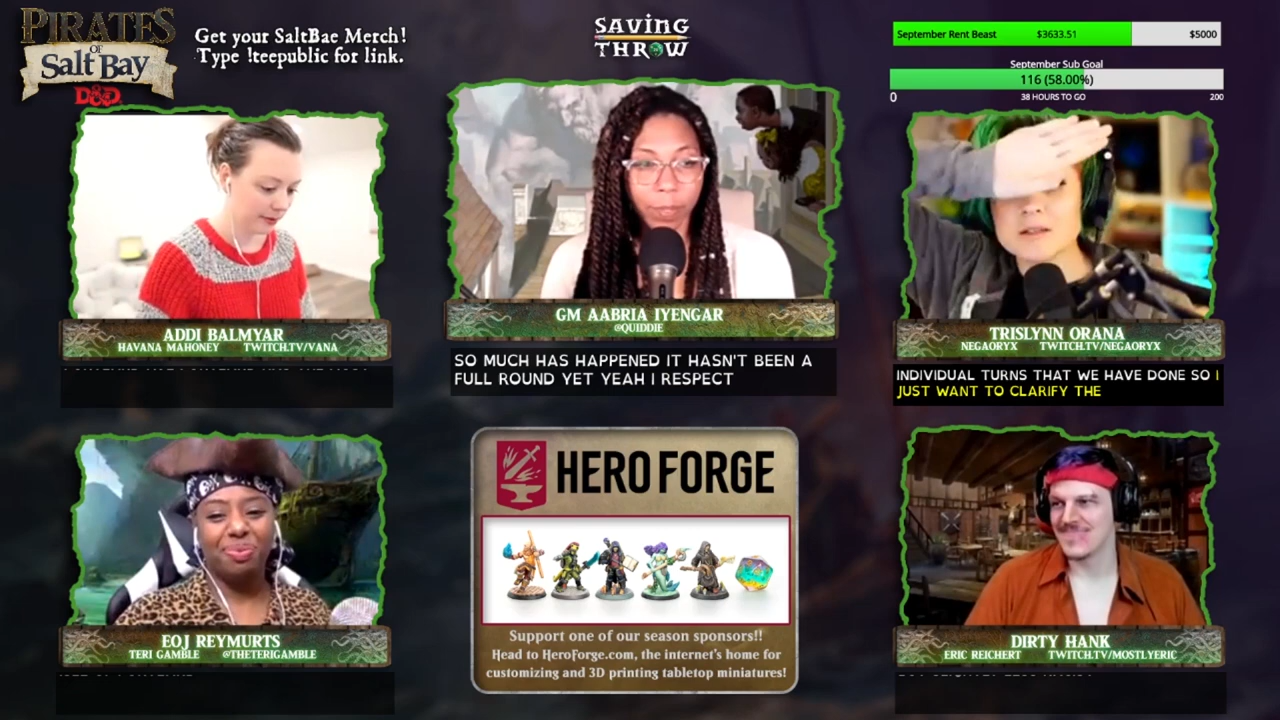 PIRATES
OF
Salt Bay
D&D
Get your SaltBae Merch!
Type !teepublic for link.
SAVING
THROW
September Rent Beast $3633.51 $5000
September Sub Goal
116 (58.00%)
0 38 HOURS TO GO 200
ADDI BALMYAR
HAVANA MAHONEY TWITCH.TV/VANA
GM AABRIA IYENGAR
@QUIDDIE
SO MUCH HAS HAPPENED IT HASN'T BEEN A
FULL ROUND YET YEAH I RESPECT
TRISLYNN ORANA
NEGAORYX TWITCH.TV/NEGAORYX
INDIVIDUAL TURNS THAT WE HAVE DONE SO I
JUST WANT TO CLARIFY THE
EOJ REYMURTS
TERI GAMBLE @THETERIGAMBLE
HERO FORGE
Support one of our season sponsors!!
Head to HeroForge.com, the internet's home for
customizing and 3D printing tabletop miniatures!
DIRTY HANK
ERIC REICHERT TWITCH.TV/MOSTLYERIC